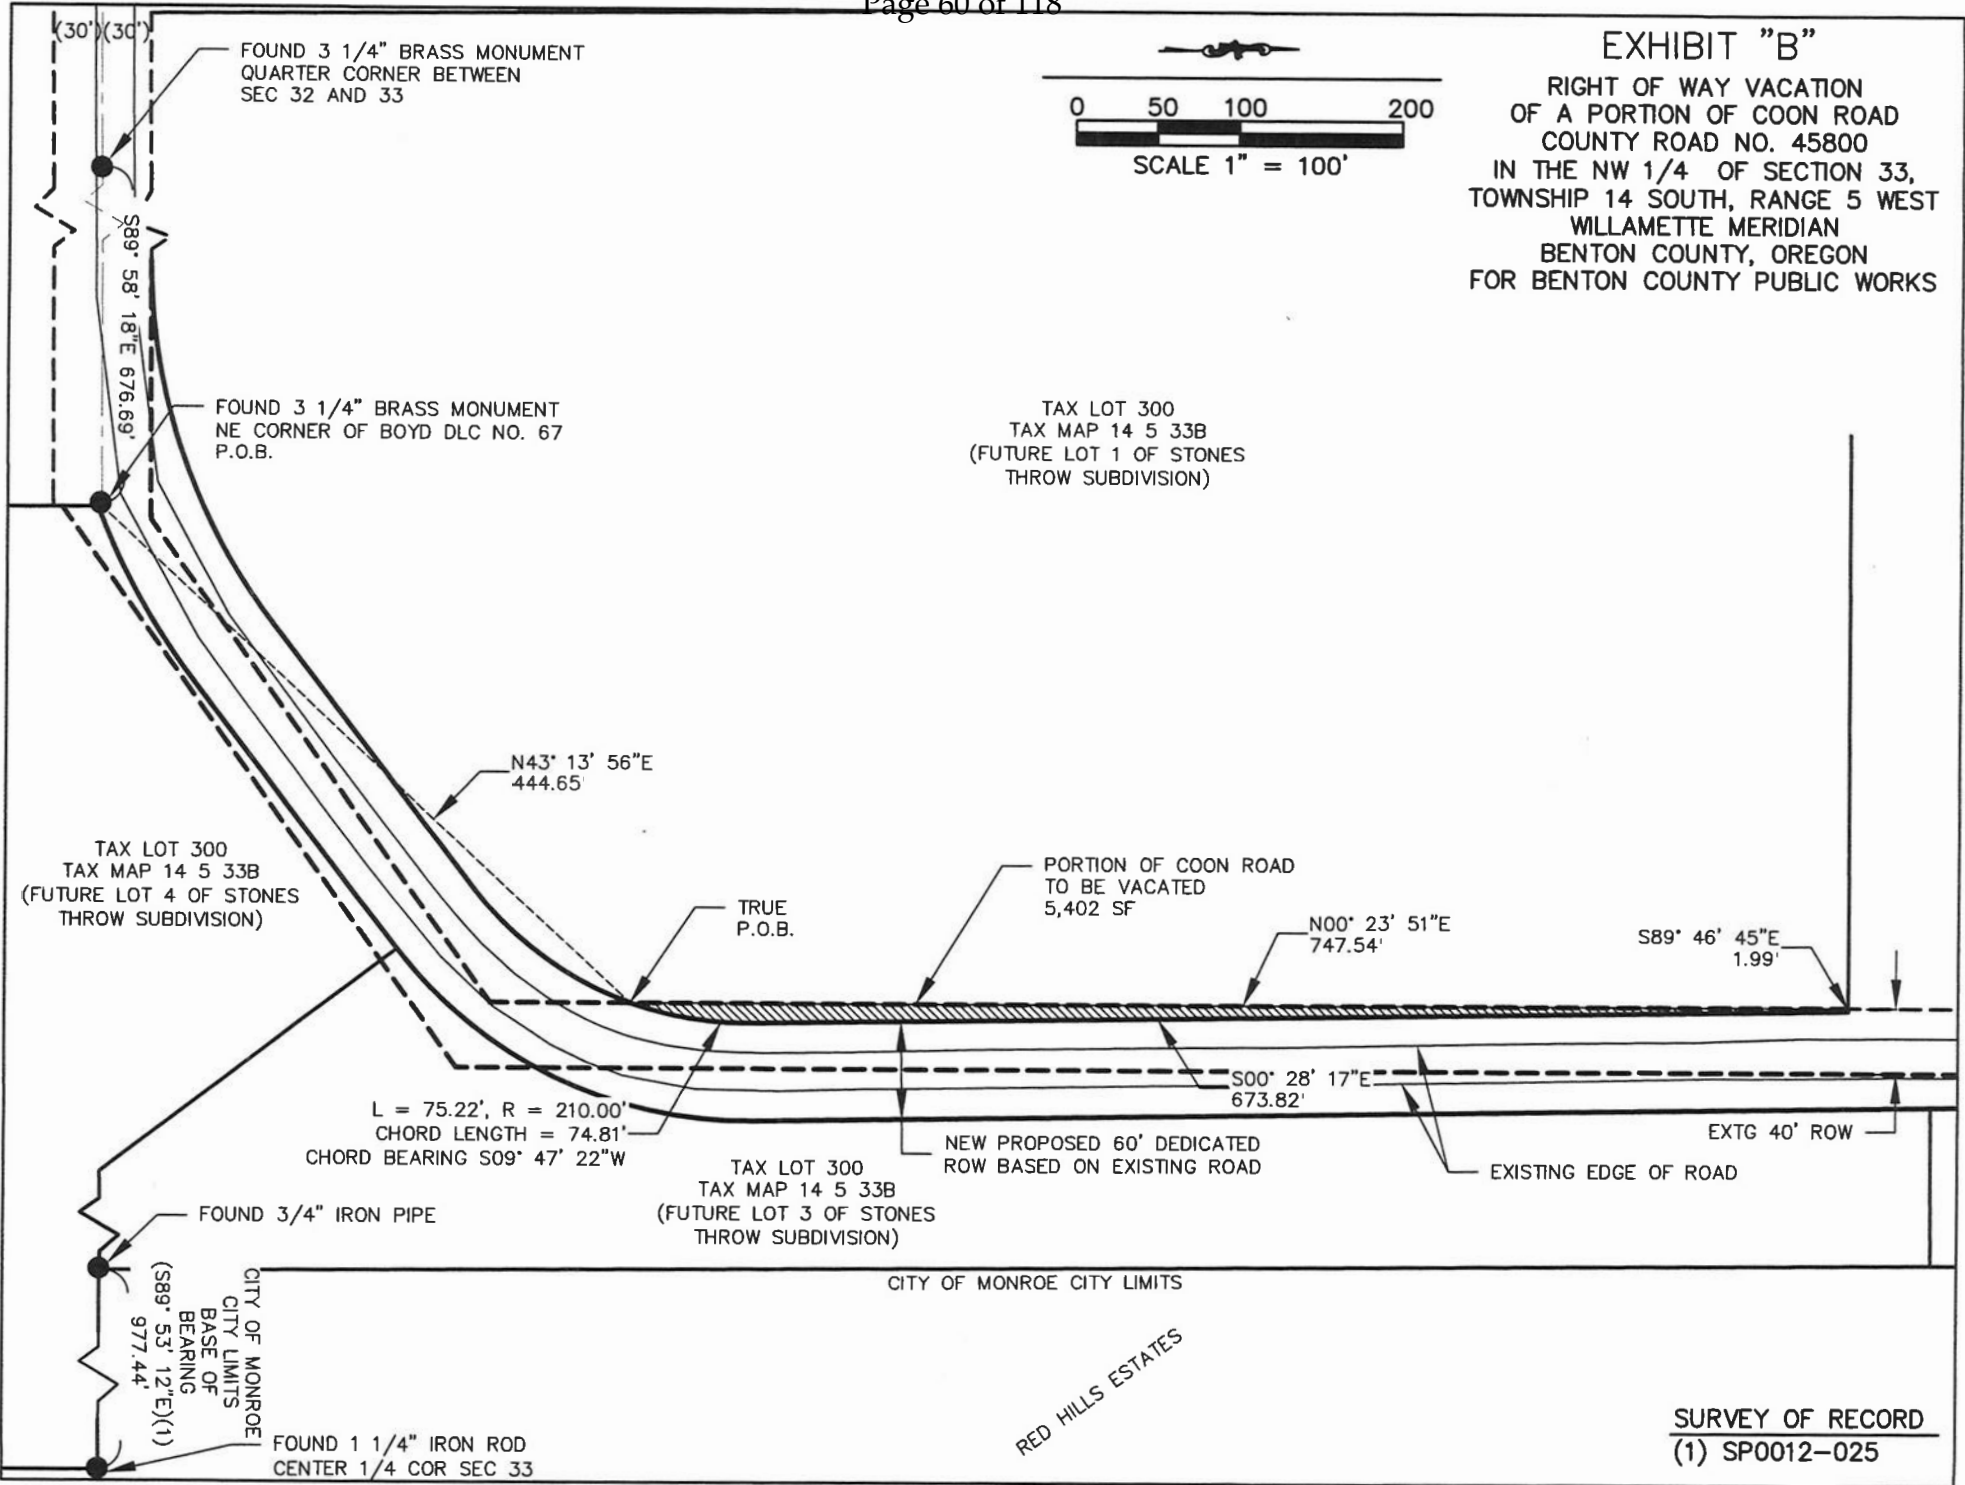 Page 60 of 118
(30')(30')
FOUND 3 1/4" BRASS MONUMENT
QUARTER CORNER BETWEEN
SEC 32 AND 33
0 50 100 200
SCALE 1" = 100'
EXHIBIT "B"
RIGHT OF WAY VACATION
OF A PORTION OF COON ROAD
COUNTY ROAD NO. 45800
IN THE NW 1/4 OF SECTION 33,
TOWNSHIP 14 SOUTH, RANGE 5 WEST
WILLAMETTE MERIDIAN
BENTON COUNTY, OREGON
FOR BENTON COUNTY PUBLIC WORKS
S89° 58' 18"E 676.69'
FOUND 3 1/4" BRASS MONUMENT
NE CORNER OF BOYD DLC NO. 67
P.O.B.
TAX LOT 300
TAX MAP 14 5 33B
(FUTURE LOT 1 OF STONES
THROW SUBDIVISION)
N43° 13' 56"E
444.65'
TAX LOT 300
TAX MAP 14 5 33B
(FUTURE LOT 4 OF STONES
THROW SUBDIVISION)
TRUE
P.O.B.
PORTION OF COON ROAD
TO BE VACATED
5,402 SF
N00° 23' 51"E
747.54'
S89° 46' 45"E
1.99'
L = 75.22', R = 210.00'
CHORD LENGTH = 74.81'
CHORD BEARING S09° 47' 22"W
S00° 28' 17"E
673.82'
NEW PROPOSED 60' DEDICATED
ROW BASED ON EXISTING ROAD
EXTG 40' ROW
EXISTING EDGE OF ROAD
TAX LOT 300
TAX MAP 14 5 33B
(FUTURE LOT 3 OF STONES
THROW SUBDIVISION)
FOUND 3/4" IRON PIPE
CITY OF MONROE CITY LIMITS
CITY OF MONROE
CITY LIMITS
BASE OF
BEARING
(S89° 53' 12"E)(1)
977.44'
RED HILLS ESTATES
FOUND 1 1/4" IRON ROD
CENTER 1/4 COR SEC 33
SURVEY OF RECORD
(1) SP0012-025